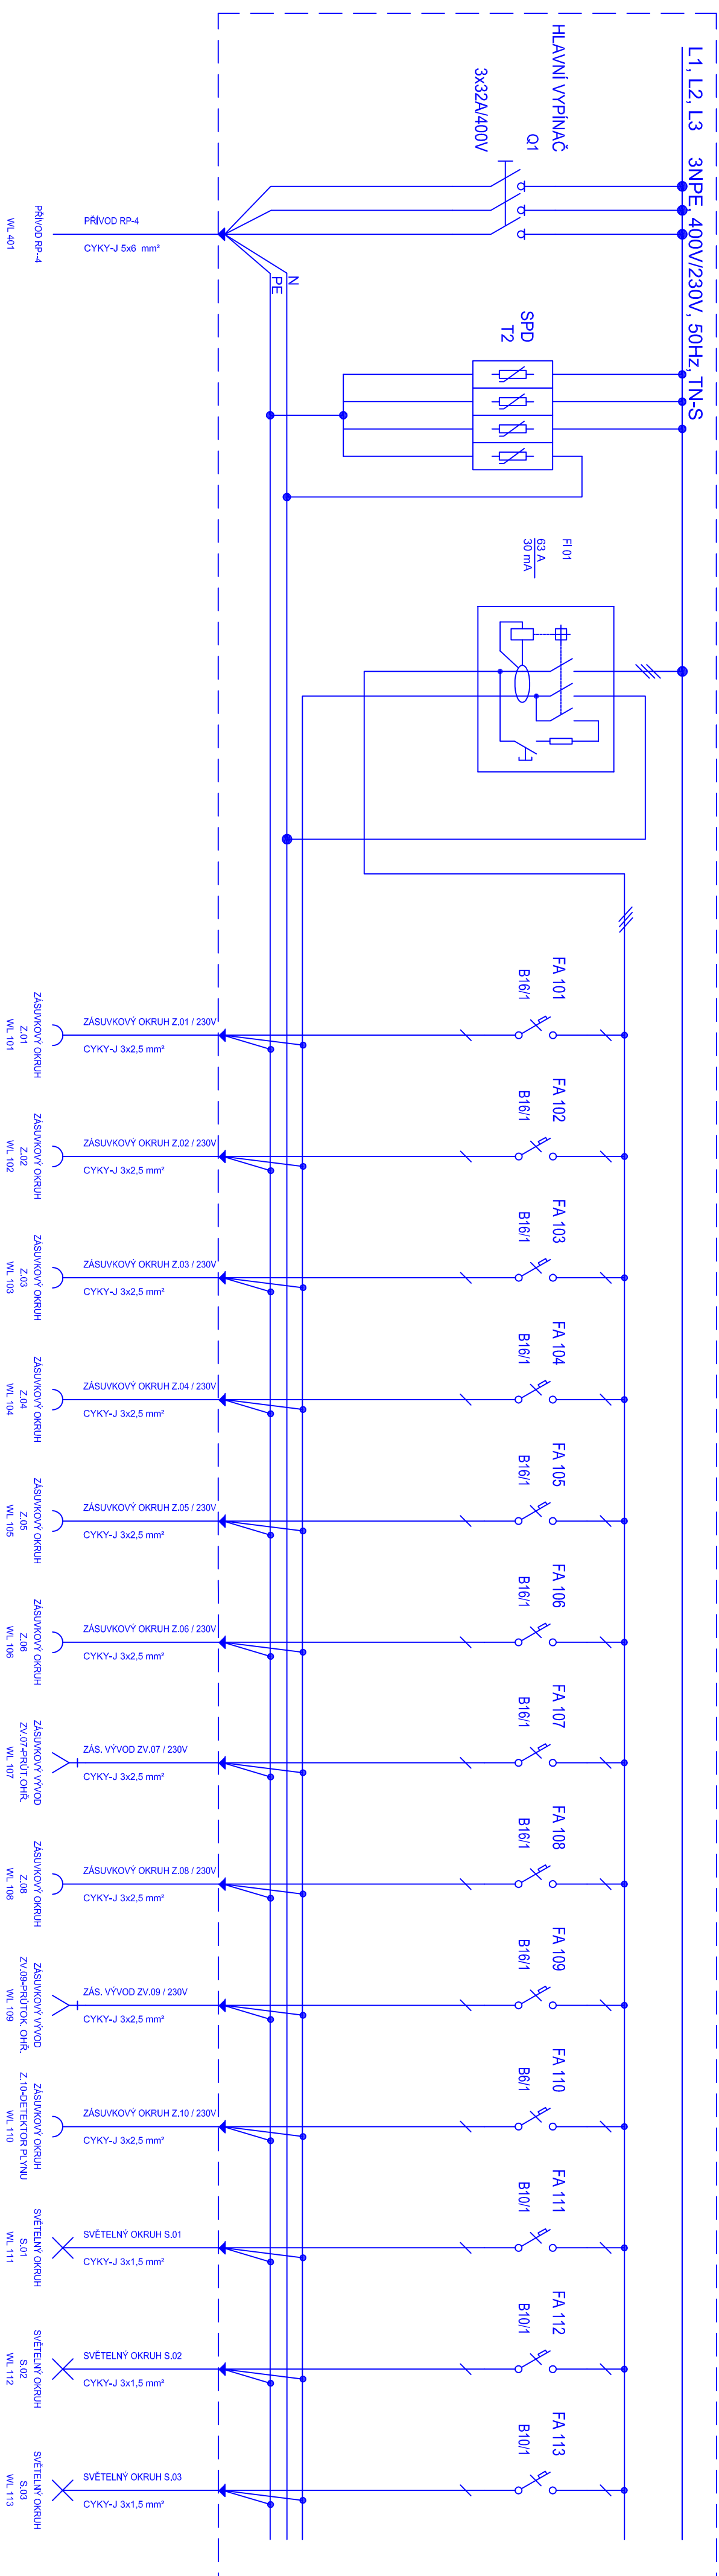 L1, L2, L3 3NPE, 400V/230V, 50Hz, TN-S
HLAVNÍ VYPÍNAČ
Q1
3x32A/400V
PŘÍVOD RP-4
CYKY-J 5x6 mm²
PŘÍVOD RP-4
WL 401
N
PE
SPD
T2
FI 01
63 A
30 mA
FA 101
B16/1
ZÁSUVKOVÝ OKRUH Z.01 / 230V
CYKY-J 3x2,5 mm²
ZÁSUVKOVÝ OKRUH
Z.01
WL 101
FA 102
B16/1
ZÁSUVKOVÝ OKRUH Z.02 / 230V
CYKY-J 3x2,5 mm²
ZÁSUVKOVÝ OKRUH
Z.02
WL 102
FA 103
B16/1
ZÁSUVKOVÝ OKRUH Z.03 / 230V
CYKY-J 3x2,5 mm²
ZÁSUVKOVÝ OKRUH
Z.03
WL 103
FA 104
B16/1
ZÁSUVKOVÝ OKRUH Z.04 / 230V
CYKY-J 3x2,5 mm²
ZÁSUVKOVÝ OKRUH
Z.04
WL 104
FA 105
B16/1
ZÁSUVKOVÝ OKRUH Z.05 / 230V
CYKY-J 3x2,5 mm²
ZÁSUVKOVÝ OKRUH
Z.05
WL 105
FA 106
B16/1
ZÁSUVKOVÝ OKRUH Z.06 / 230V
CYKY-J 3x2,5 mm²
ZÁSUVKOVÝ OKRUH
Z.06
WL 106
FA 107
B16/1
ZÁS. VÝVOD ZV.07 / 230V
CYKY-J 3x2,5 mm²
ZÁSUVKOVÝ VÝVOD
ZV.07-PRŮT.OHŘ.
WL 107
FA 108
B16/1
ZÁSUVKOVÝ OKRUH Z.08 / 230V
CYKY-J 3x2,5 mm²
ZÁSUVKOVÝ OKRUH
Z.08
WL 108
FA 109
B16/1
ZÁS. VÝVOD ZV.09 / 230V
CYKY-J 3x2,5 mm²
ZÁSUVKOVÝ VÝVOD
ZV.09-PRŮTOK. OHŘ.
WL 109
FA 110
B6/1
ZÁSUVKOVÝ OKRUH Z.10 / 230V
CYKY-J 3x2,5 mm²
ZÁSUVKOVÝ OKRUH
Z.10-DETEKTOR PLYNU
WL 110
FA 111
B10/1
SVĚTELNÝ OKRUH S.01
CYKY-J 3x1,5 mm²
SVĚTELNÝ OKRUH
S.01
WL 111
FA 112
B10/1
SVĚTELNÝ OKRUH S.02
CYKY-J 3x1,5 mm²
SVĚTELNÝ OKRUH
S.02
WL 112
FA 113
B10/1
SVĚTELNÝ OKRUH S.03
CYKY-J 3x1,5 mm²
SVĚTELNÝ OKRUH
S.03
WL 113